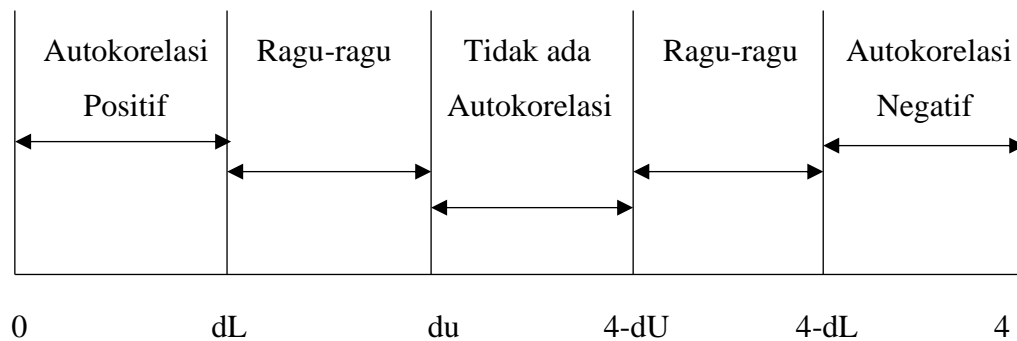 Autokorelasi
Positif
Ragu-ragu
Tidak ada
Autokorelasi
Ragu-ragu
Autokorelasi
Negatif
0 dL du 4-dU 4-dL 4